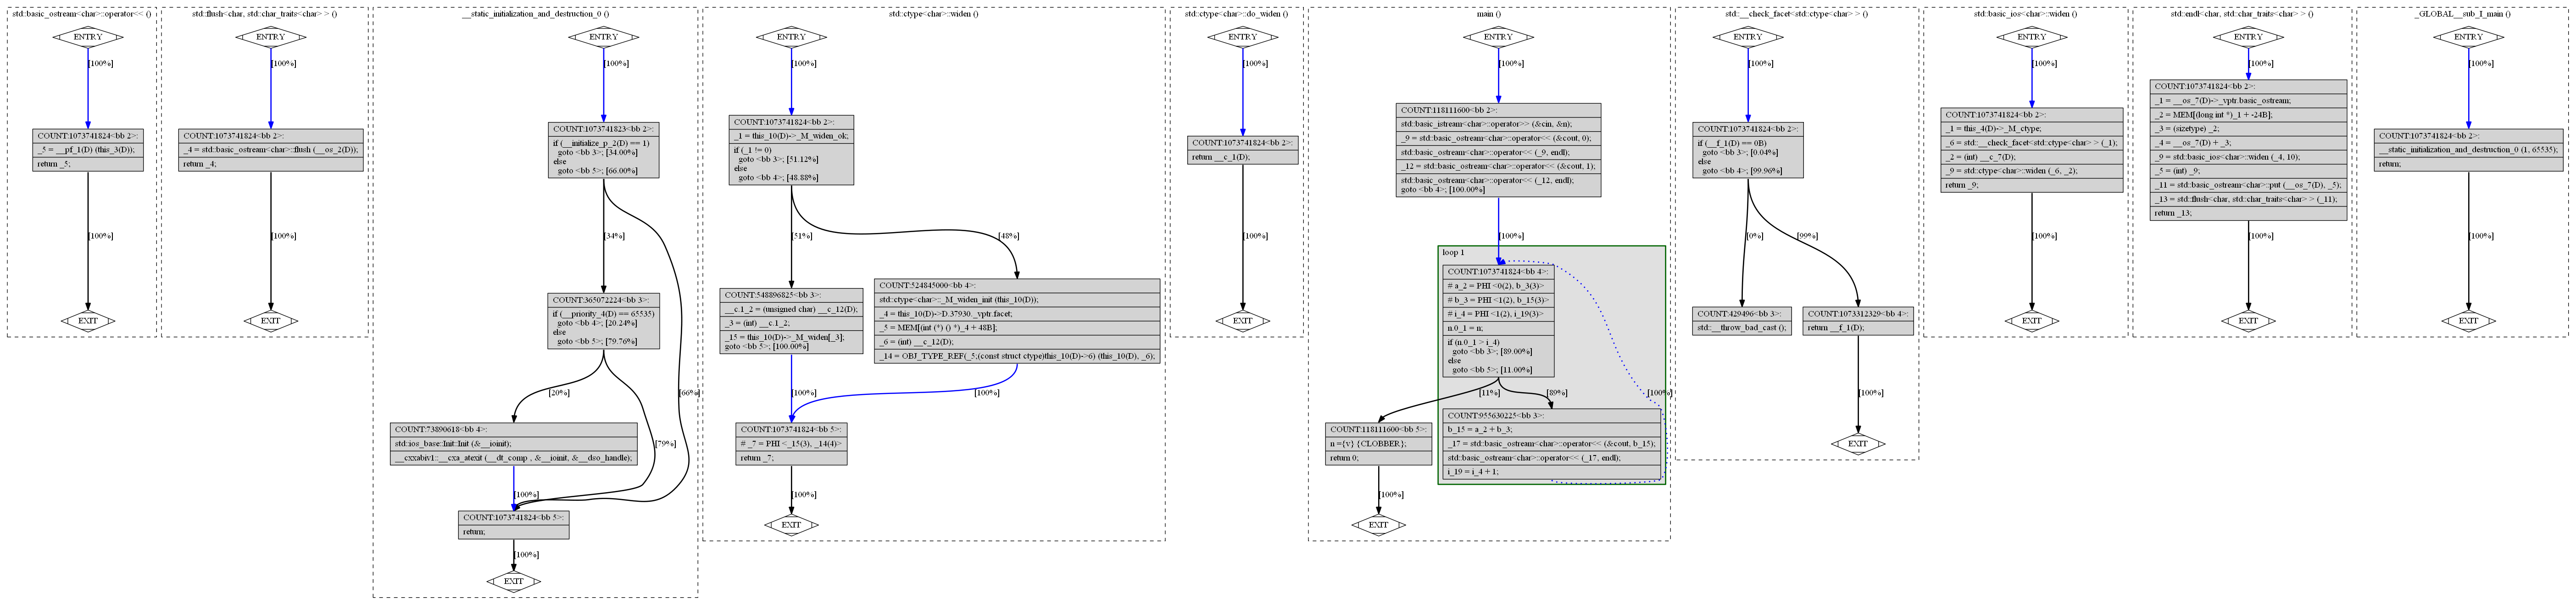 std::basic_ostream<char>::operator<< ()
ENTRY
[100%]
COUNT:1073741824<bb 2>:
_5 = __pf_1(D) (this_3(D));
return _5;
[100%]
EXIT
std::flush<char, std::char_traits<char> > ()
ENTRY
[100%]
COUNT:1073741824<bb 2>:
_4 = std::basic_ostream<char>::flush (__os_2(D));
return _4;
[100%]
EXIT
__static_initialization_and_destruction_0 ()
ENTRY
[100%]
COUNT:1073741823<bb 2>:
if (__initialize_p_2(D) == 1)
goto <bb 3>; [34.00%]
else
goto <bb 5>; [66.00%]
[34%]
COUNT:365072224<bb 3>:
if (__priority_4(D) == 65535)
goto <bb 4>; [20.24%]
else
goto <bb 5>; [79.76%]
[20%]
[66%]
COUNT:73890618<bb 4>:
std::ios_base::Init::Init (&__ioinit);
__cxxabiv1::__cxa_atexit (__dt_comp , &__ioinit, &__dso_handle);
[79%]
[100%]
COUNT:1073741824<bb 5>:
return;
[100%]
EXIT
std::ctype<char>::widen ()
ENTRY
[100%]
COUNT:1073741824<bb 2>:
_1 = this_10(D)->_M_widen_ok;
if (_1 != 0)
goto <bb 3>; [51.12%]
else
goto <bb 4>; [48.88%]
[51%]
[48%]
COUNT:548896825<bb 3>:
__c.1_2 = (unsigned char) __c_12(D);
_3 = (int) __c.1_2;
_15 = this_10(D)->_M_widen[_3];
goto <bb 5>; [100.00%]
COUNT:524845000<bb 4>:
std::ctype<char>::_M_widen_init (this_10(D));
_4 = this_10(D)->D.37930._vptr.facet;
_5 = MEM[(int (*) () *)_4 + 48B];
_6 = (int) __c_12(D);
_14 = OBJ_TYPE_REF(_5;(const struct ctype)this_10(D)->6) (this_10(D), _6);
[100%]
[100%]
COUNT:1073741824<bb 5>:
# _7 = PHI <_15(3), _14(4)>
return _7;
[100%]
EXIT
std::ctype<char>::do_widen ()
ENTRY
[100%]
COUNT:1073741824<bb 2>:
return __c_1(D);
[100%]
EXIT
main ()
ENTRY
[100%]
COUNT:118111600<bb 2>:
std::basic_istream<char>::operator>> (&cin, &n);
_9 = std::basic_ostream<char>::operator<< (&cout, 0);
std::basic_ostream<char>::operator<< (_9, endl);
_12 = std::basic_ostream<char>::operator<< (&cout, 1);
std::basic_ostream<char>::operator<< (_12, endl);
goto <bb 4>; [100.00%]
[100%]
loop 1
COUNT:1073741824<bb 4>:
# a_2 = PHI <0(2), b_3(3)>
# b_3 = PHI <1(2), b_15(3)>
# i_4 = PHI <1(2), i_19(3)>
n.0_1 = n;
if (n.0_1 > i_4)
goto <bb 3>; [89.00%]
else
goto <bb 5>; [11.00%]
[11%]
[89%]
[100%]
COUNT:118111600<bb 5>:
n ={v} {CLOBBER};
return 0;
COUNT:955630225<bb 3>:
b_15 = a_2 + b_3;
_17 = std::basic_ostream<char>::operator<< (&cout, b_15);
std::basic_ostream<char>::operator<< (_17, endl);
i_19 = i_4 + 1;
[100%]
EXIT
std::__check_facet<std::ctype<char> > ()
ENTRY
[100%]
COUNT:1073741824<bb 2>:
if (__f_1(D) == 0B)
goto <bb 3>; [0.04%]
else
goto <bb 4>; [99.96%]
[0%]
[99%]
COUNT:429496<bb 3>:
std::__throw_bad_cast ();
COUNT:1073312329<bb 4>:
return __f_1(D);
[100%]
EXIT
std::basic_ios<char>::widen ()
ENTRY
[100%]
COUNT:1073741824<bb 2>:
_1 = this_4(D)->_M_ctype;
_6 = std::__check_facet<std::ctype<char> > (_1);
_2 = (int) __c_7(D);
_9 = std::ctype<char>::widen (_6, _2);
return _9;
[100%]
EXIT
std::endl<char, std::char_traits<char> > ()
ENTRY
[100%]
COUNT:1073741824<bb 2>:
_1 = __os_7(D)->_vptr.basic_ostream;
_2 = MEM[(long int *)_1 + -24B];
_3 = (sizetype) _2;
_4 = __os_7(D) + _3;
_9 = std::basic_ios<char>::widen (_4, 10);
_5 = (int) _9;
_11 = std::basic_ostream<char>::put (__os_7(D), _5);
_13 = std::flush<char, std::char_traits<char> > (_11);
return _13;
[100%]
EXIT
_GLOBAL__sub_I_main ()
ENTRY
[100%]
COUNT:1073741824<bb 2>:
__static_initialization_and_destruction_0 (1, 65535);
return;
[100%]
EXIT